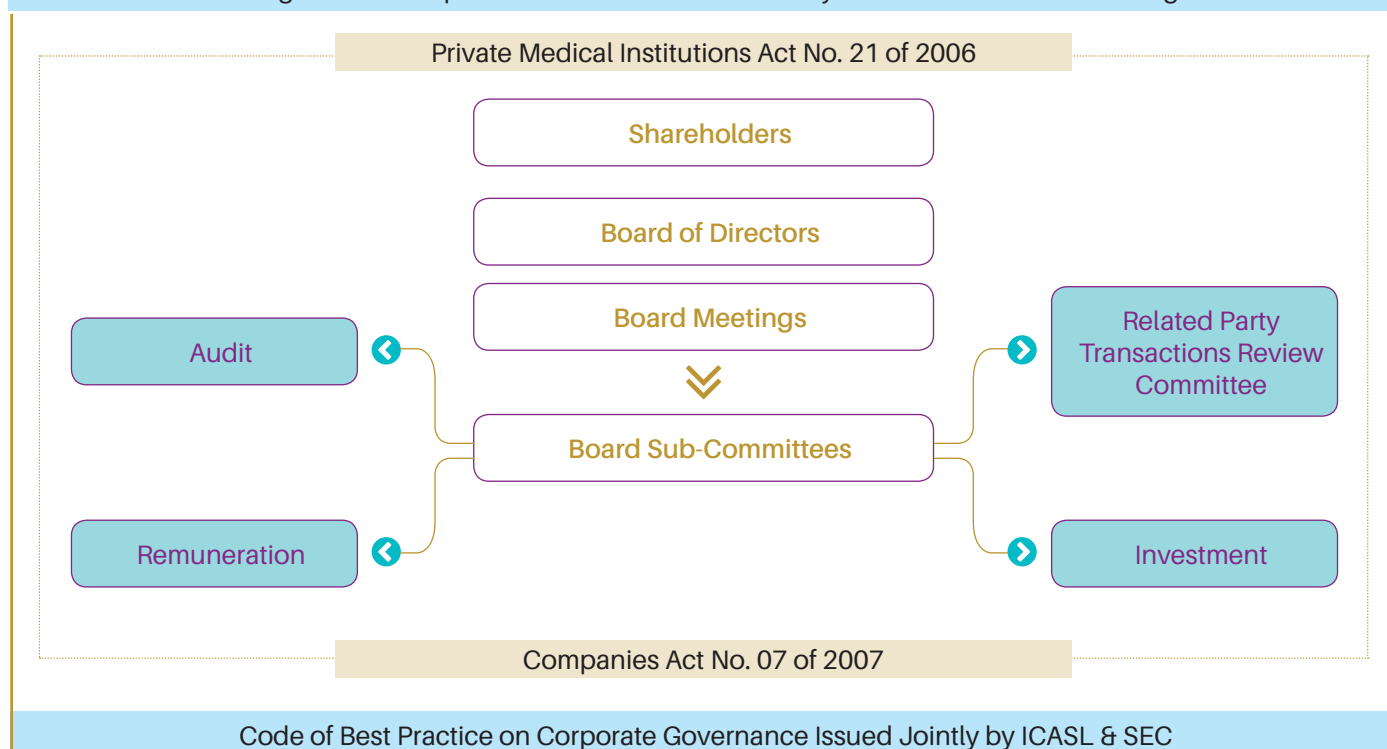 Private Medical Institutions Act No. 21 of 2006
Shareholders
Board of Directors
Board Meetings
Audit
Related Party
Transactions Review
Committee
Board Sub-Committees
Remuneration
Investment
Companies Act No. 07 of 2007
Code of Best Practice on Corporate Governance Issued Jointly by ICASL & SEC